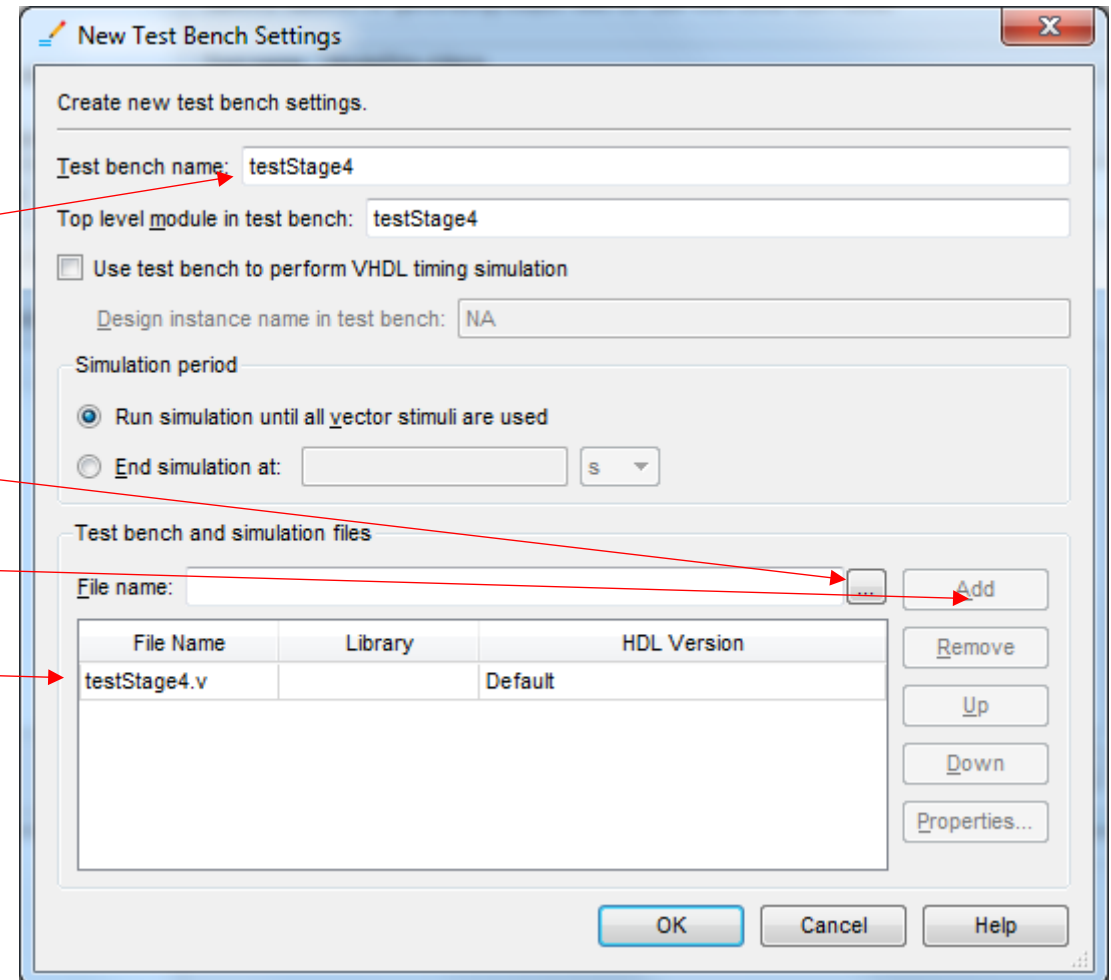 New Test Bench Settings
Create new test bench settings.
Test bench name: testStage4
Top level module in test bench: testStage4
Use test bench to perform VHDL timing simulation
Design instance name in test bench: NA
Simulation period
Run simulation until all vector stimuli are used
End simulation at: s
Test bench and simulation files
File name: ... Add
File Name Library HDL Version
Remove
testStage4.v Default
Up
Down
Properties...
OK Cancel Help